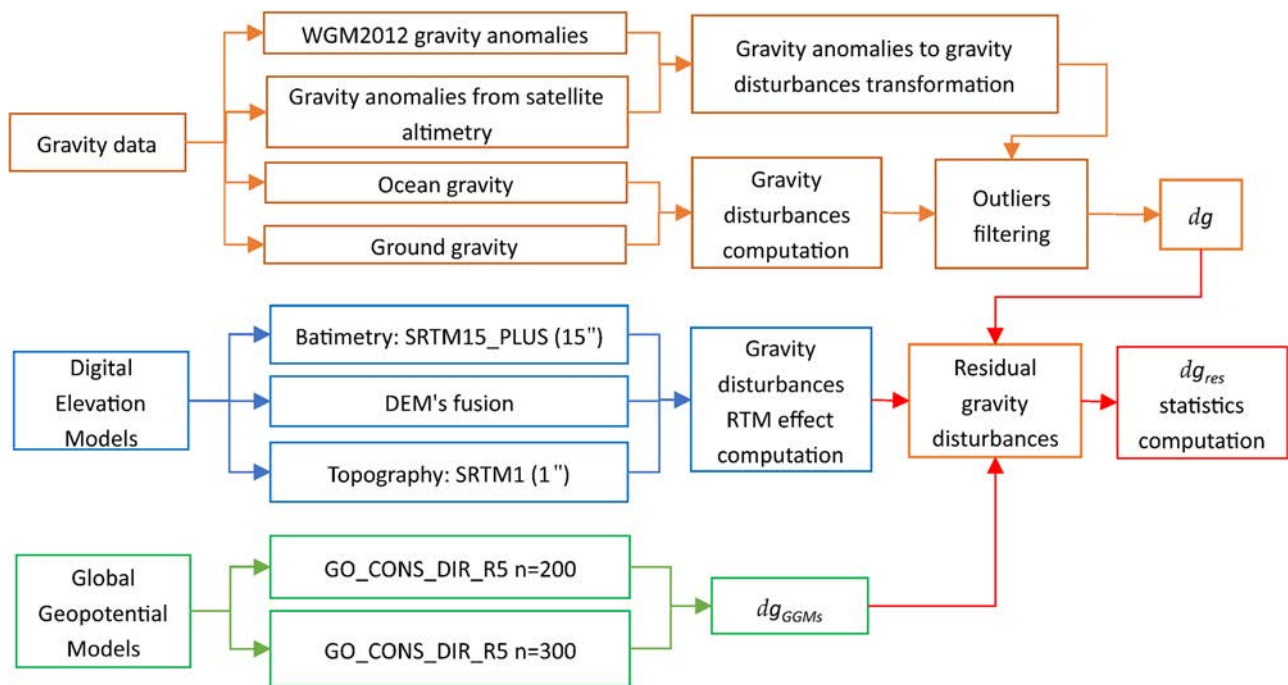 WGM2012 gravity anomalies
Gravity anomalies from satellite
altimetry
Gravity data
Ocean gravity
Ground gravity
Gravity anomalies to gravity
disturbances transformation
Gravity
disturbances
computation
Outliers
filtering
dg
Digital
Elevation
Models
Batimetry: SRTM15_PLUS (15")
DEM's fusion
Topography: SRTM1 (1")
Gravity
disturbances
RTM effect
computation
Residual
gravity
disturbances
dg_res
statistics
computation
Global
Geopotential
Models
GO_CONS_DIR_R5 n=200
GO_CONS_DIR_R5 n=300
dg_GGMs